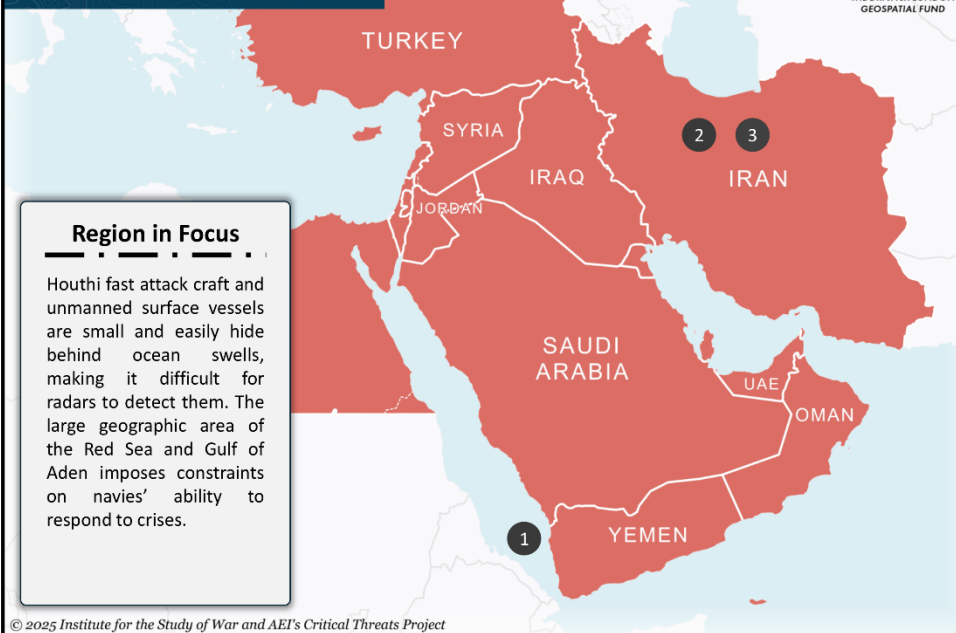 GEOSPATIAL FUND
TURKEY
SYRIA
2
3
IRAQ
IRAN
JORDAN
Region in Focus
Houthi fast attack craft and
unmanned surface vessels
are small and easily hide
behind ocean swells,
making it difficult for
radars to detect them. The
large geographic area of
the Red Sea and Gulf of
Aden imposes constraints
on navies’ ability to
respond to crises.
SAUDI
ARABIA
UAE
OMAN
1
YEMEN
© 2025 Institute for the Study of War and AEI's Critical Threats Project